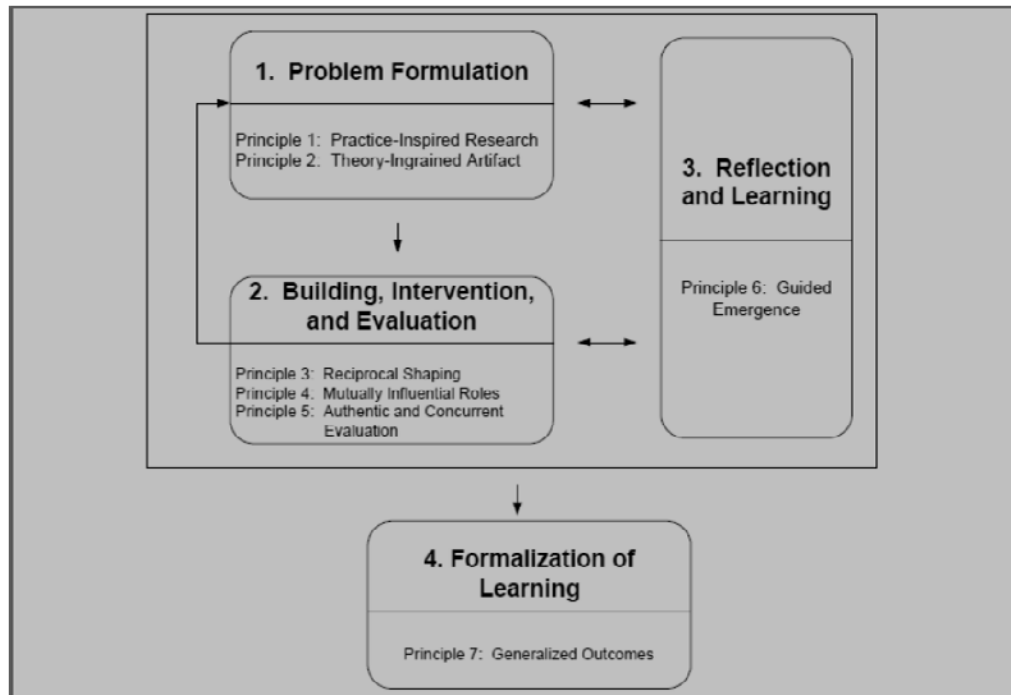 1. Problem Formulation
Principle 1: Practice-Inspired Research
Principle 2: Theory-Ingrained Artifact
2. Building, Intervention,
and Evaluation
Principle 3: Reciprocal Shaping
Principle 4: Mutually Influential Roles
Principle 5: Authentic and Concurrent
Evaluation
3. Reflection
and Learning
Principle 6: Guided
Emergence
4. Formalization of
Learning
Principle 7: Generalized Outcomes